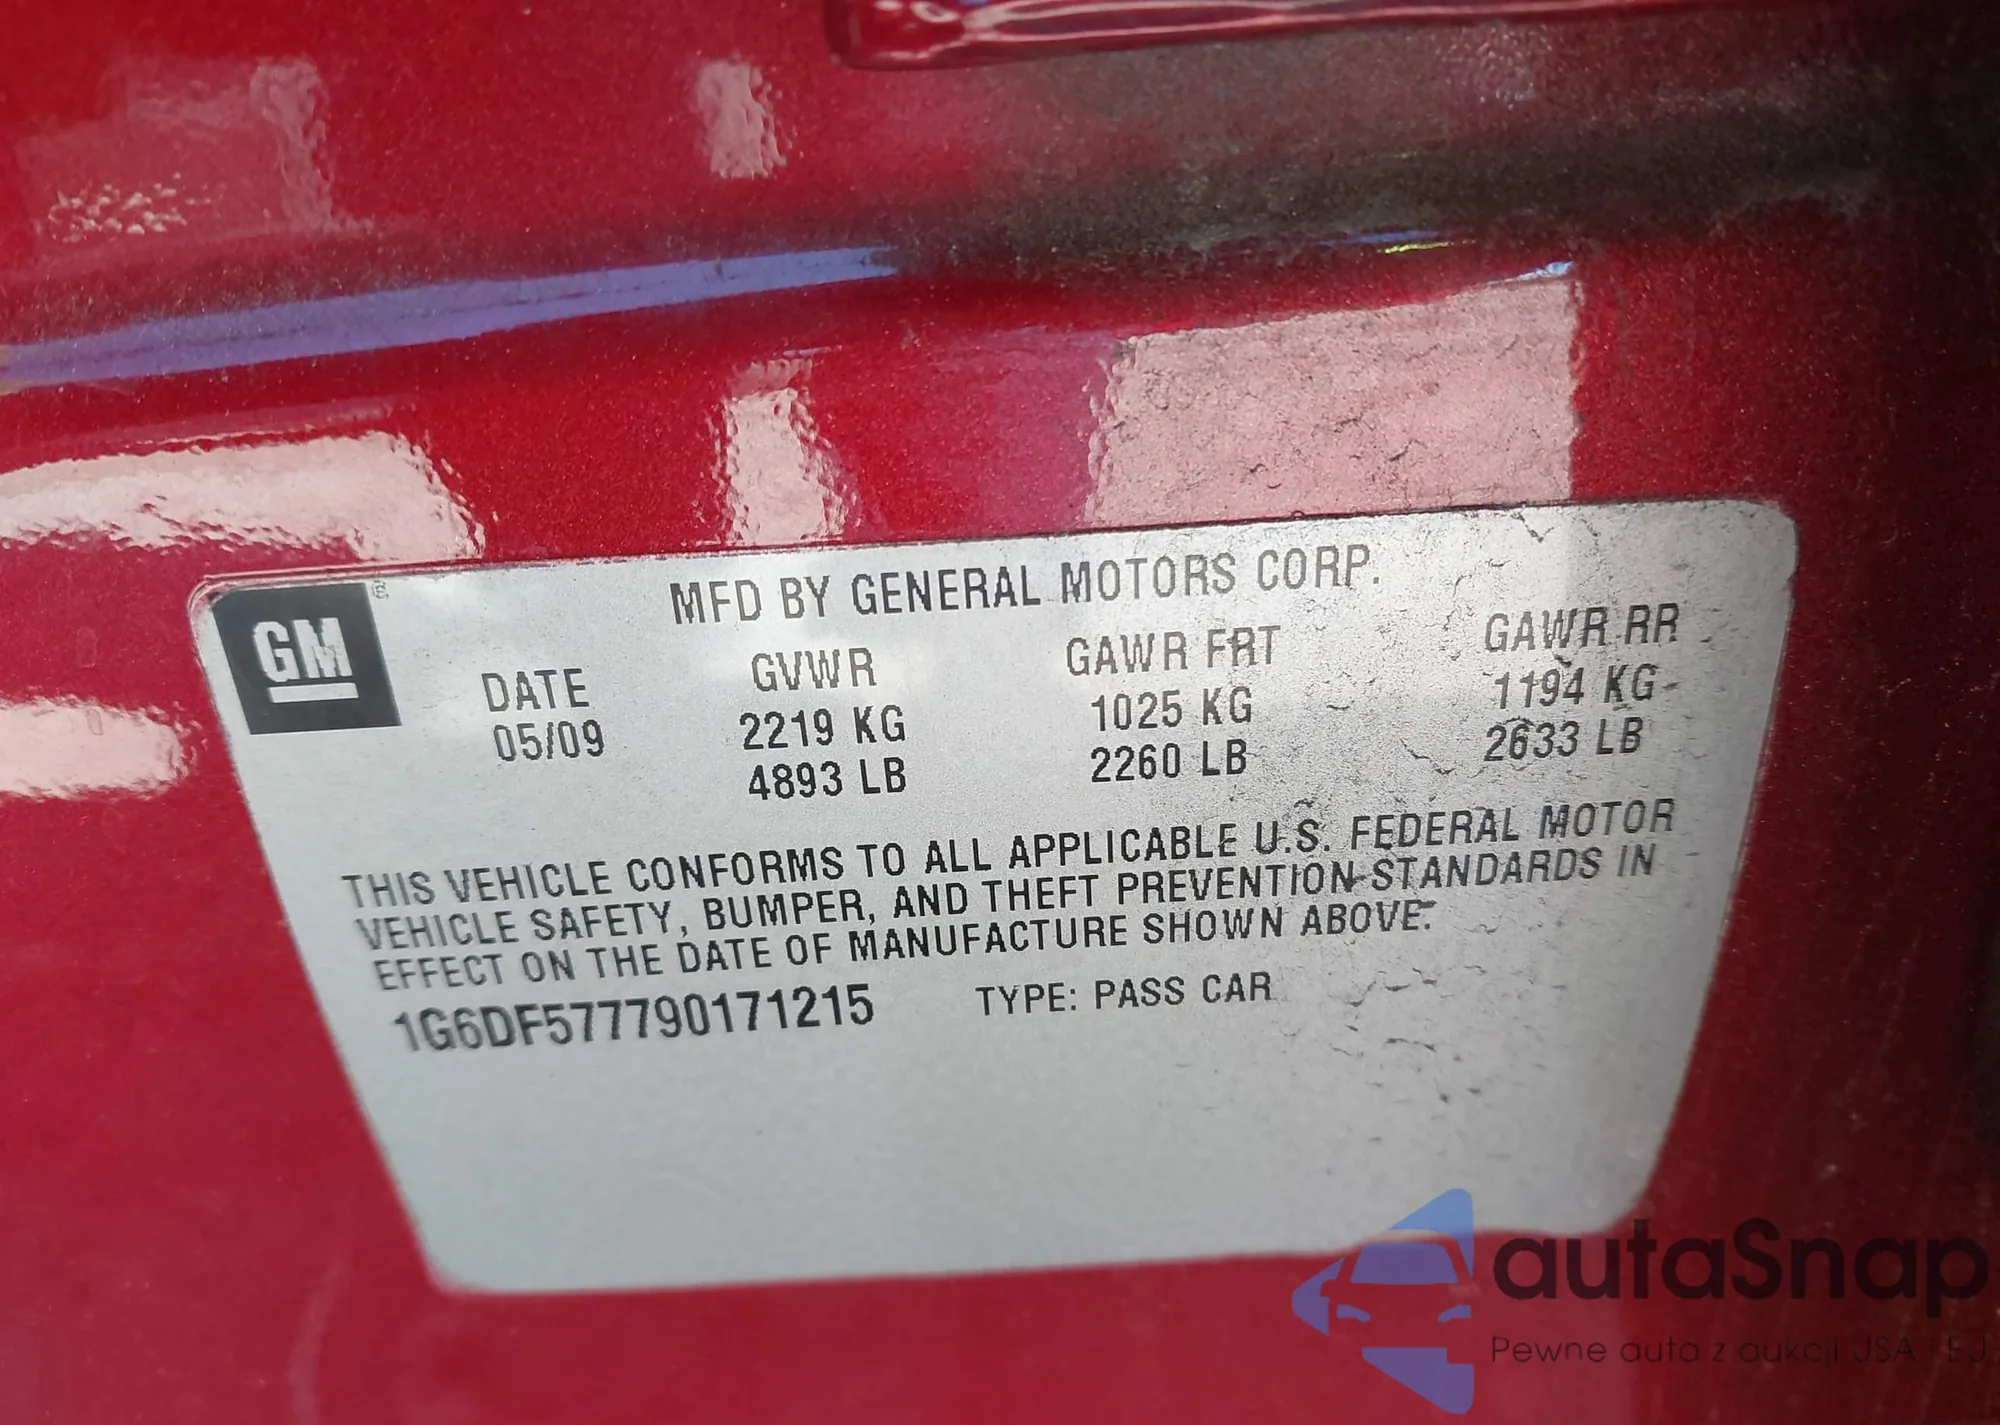 GM
MFD BY GENERAL MOTORS CORP.
DATE GVWR GAWR FRT GAWR RR
05/09 2219 KG 1025 KG 1194 KG
4893 LB 2260 LB 2633 LB
THIS VEHICLE CONFORMS TO ALL APPLICABLE U.S. FEDERAL MOTOR
VEHICLE SAFETY, BUMPER, AND THEFT PREVENTION STANDARDS IN
EFFECT ON THE DATE OF MANUFACTURE SHOWN ABOVE.
1G6DF577790171215 TYPE: PASS CAR
autaSnap
Pewne auta z aukcji USA i EU